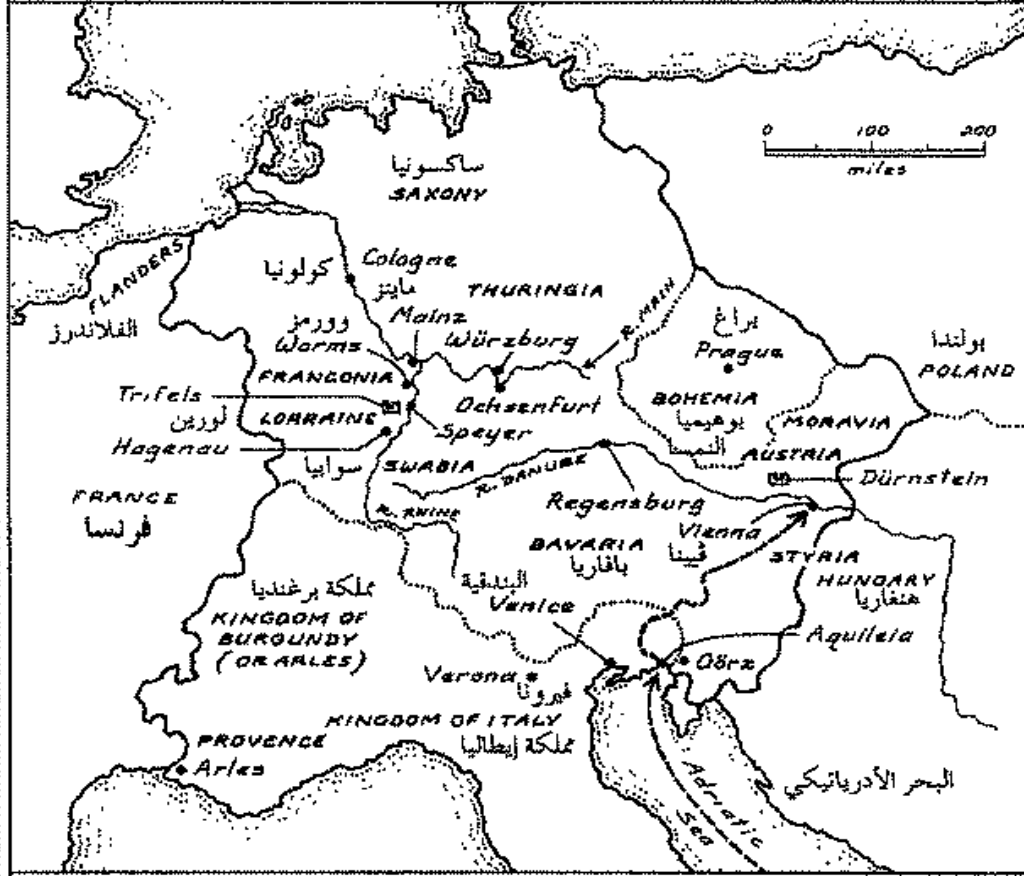 0 100 200
miles
ساكسونيا
SAXONY
FLANDERS
الفلاندرز
كولونيا
Cologne
ماينز
Mainz
THURINGIA
R. MAIN
وورمز
Worms
Würzburg
براغ
Prague
بولندا
POLAND
FRANCONIA
Trifels
لورين
LORRAINE
Ochsenfurt
Speyer
Hagenau
BOHEMIA
بوهيميا
النمسا
MORAVIA
AUSTRIA
سوابيا
SWABIA
R. DANUBE
Dürnstein
FRANCE
فرنسا
R. RHINE
Regensburg
Vienna
فيينا
BAVARIA
بافاريا
STYRIA
HUNGARY
هنغاريا
مملكة برغنديا
KINGDOM OF
BURGUNDY
(OR ARLES)
البندقية
Venice
Aquileia
Görz
Verona
فيرونا
KINGDOM OF ITALY
مملكة إيطاليا
PROVENCE
Arles
Adriatic
Sea
البحر الأدرياتيكي